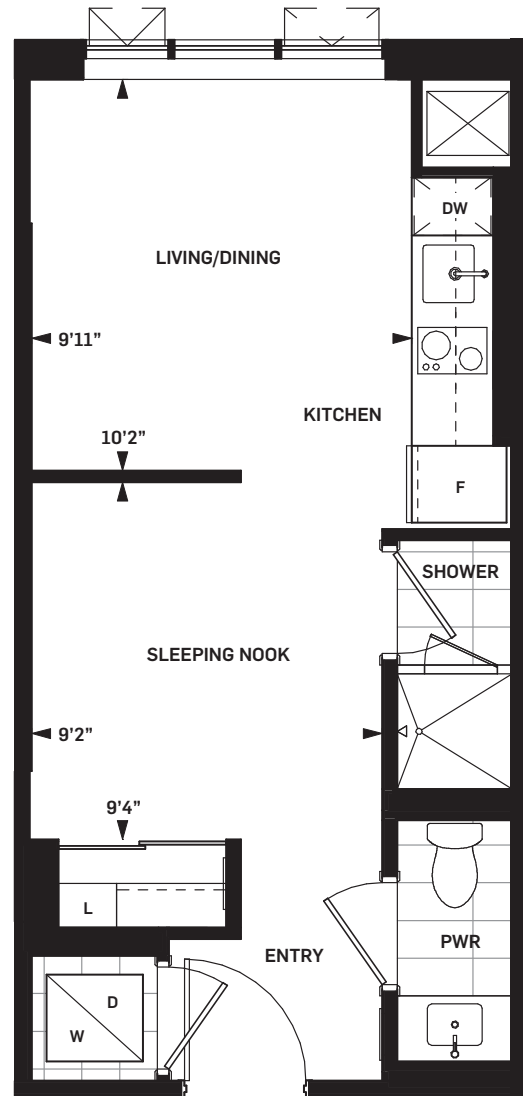 DW
LIVING/DINING
9'11"
KITCHEN
10'2"
F
SHOWER
SLEEPING NOOK
9'2"
9'4"
L
PWR
ENTRY
D
W